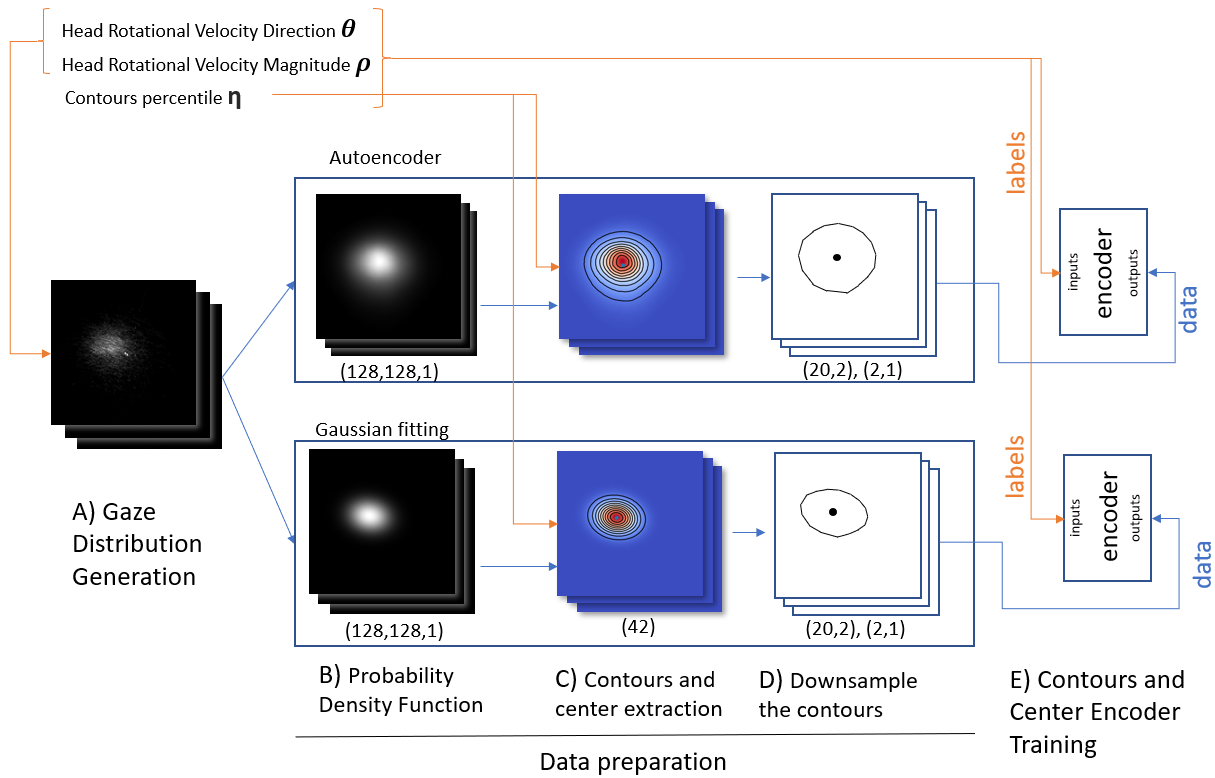 Head Rotational Velocity Direction θ
Head Rotational Velocity Magnitude ρ
Contours percentile η
Autoencoder
(128,128,1)
(20,2), (2,1)
labels
inputs
encoder
outputs
data
Gaussian fitting
(128,128,1)
(42)
(20,2), (2,1)
labels
inputs
encoder
outputs
data
A) Gaze
Distribution
Generation
B) Probability
Density Function
C) Contours and
center extraction
D) Downsample
the contours
E) Contours and
Center Encoder
Training
Data preparation